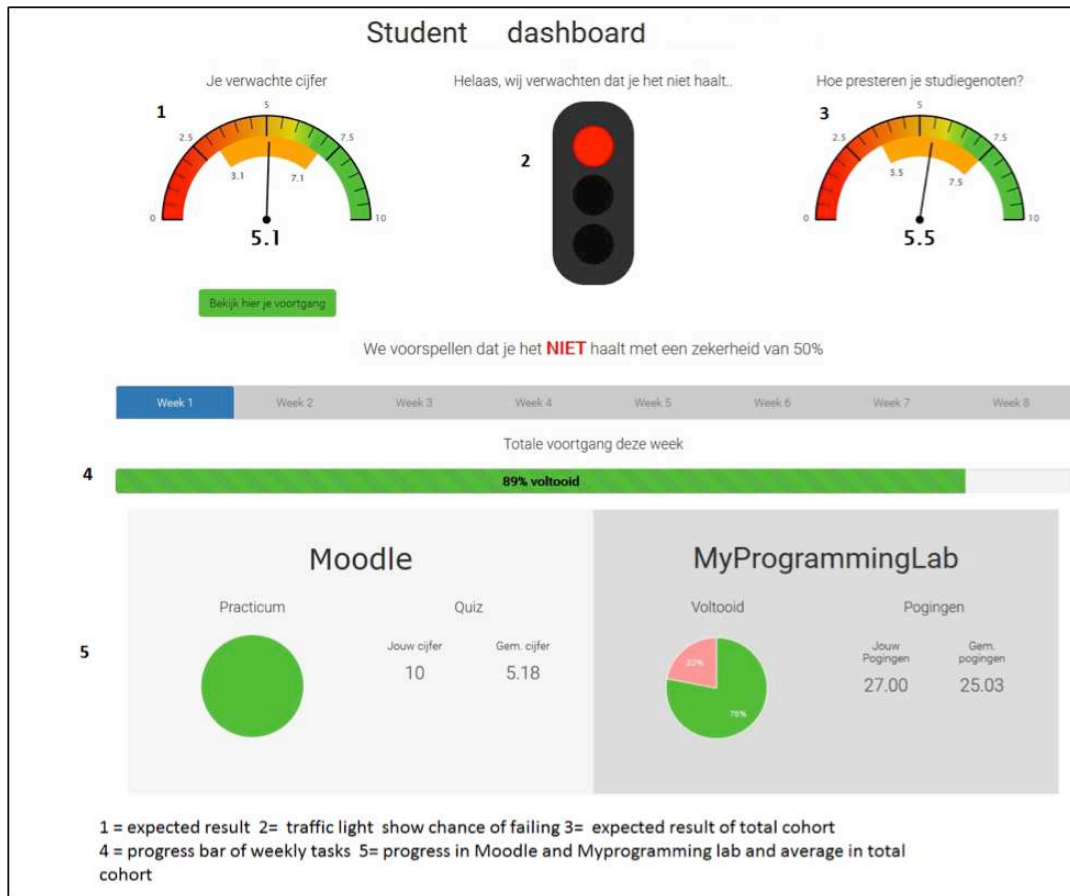 Student dashboard
Je verwachte cijfer
Helaas, wij verwachten dat je het niet haalt..
Hoe presteren je studiegenoten?
1
0
2.5
5
7.5
10
3.1
7.1
5.1
2
3
0
2.5
5
7.5
10
3.5
7.5
5.5
Bekijk hier je voortgang
We voorspellen dat je het NIET haalt met een zekerheid van 50%
Week 1 Week 2 Week 3 Week 4 Week 5 Week 6 Week 7 Week 8
Totale voortgang deze week
4
89% voltooid
Moodle
Practicum
Quiz
5
Jouw cijfer
10
Gem. cijfer
5.18
MyProgrammingLab
Voltooid
22%
78%
Pogingen
Jouw
Pogingen
27.00
Gem.
pogingen
25.03
1 = expected result 2= traffic light show chance of failing 3= expected result of total cohort
4 = progress bar of weekly tasks 5= progress in Moodle and Myprogramming lab and average in total
cohort